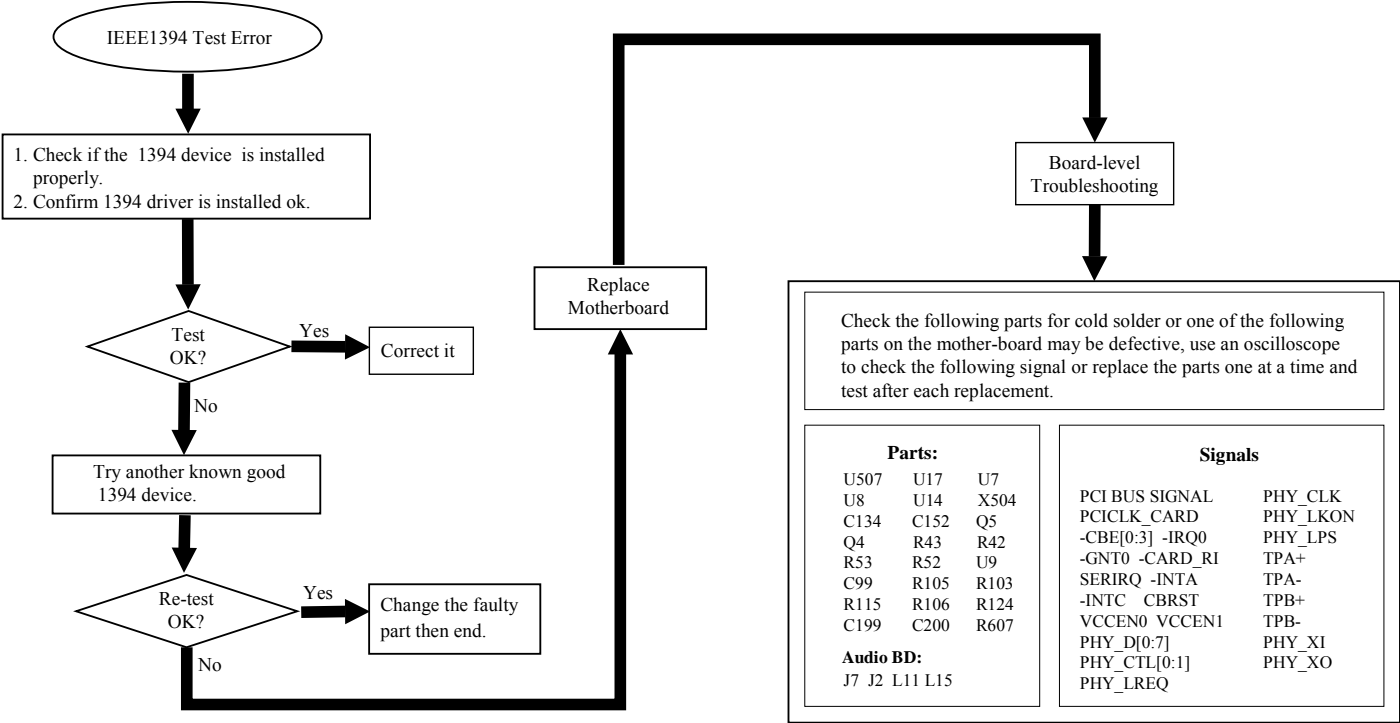 IEEE1394 Test Error
1. Check if the 1394 device is installed
properly.
2. Confirm 1394 driver is installed ok.
Test
OK?
Yes
Correct it
No
Try another known good
1394 device.
Re-test
OK?
Yes
Change the faulty
part then end.
No
Replace
Motherboard
Board-level
Troubleshooting
Check the following parts for cold solder or one of the following
parts on the mother-board may be defective, use an oscilloscope
to check the following signal or replace the parts one at a time and
test after each replacement.
Parts:
U507 U17 U7
U8 U14 X504
C134 C152 Q5
Q4 R43 R42
R53 R52 U9
C99 R105 R103
R115 R106 R124
C199 C200 R607
Audio BD:
J7 J2 L11 L15
Signals
PCI BUS SIGNAL PHY_CLK
PCICLK_CARD PHY_LKON
-CBE[0:3] -IRQ0 PHY_LPS
-GNT0 -CARD_RI TPA+
SERIRQ -INTA TPA-
-INTC CBRST TPB+
VCCEN0 VCCEN1 TPB-
PHY_D[0:7] PHY_XI
PHY_CTL[0:1] PHY_XO
PHY_LREQ